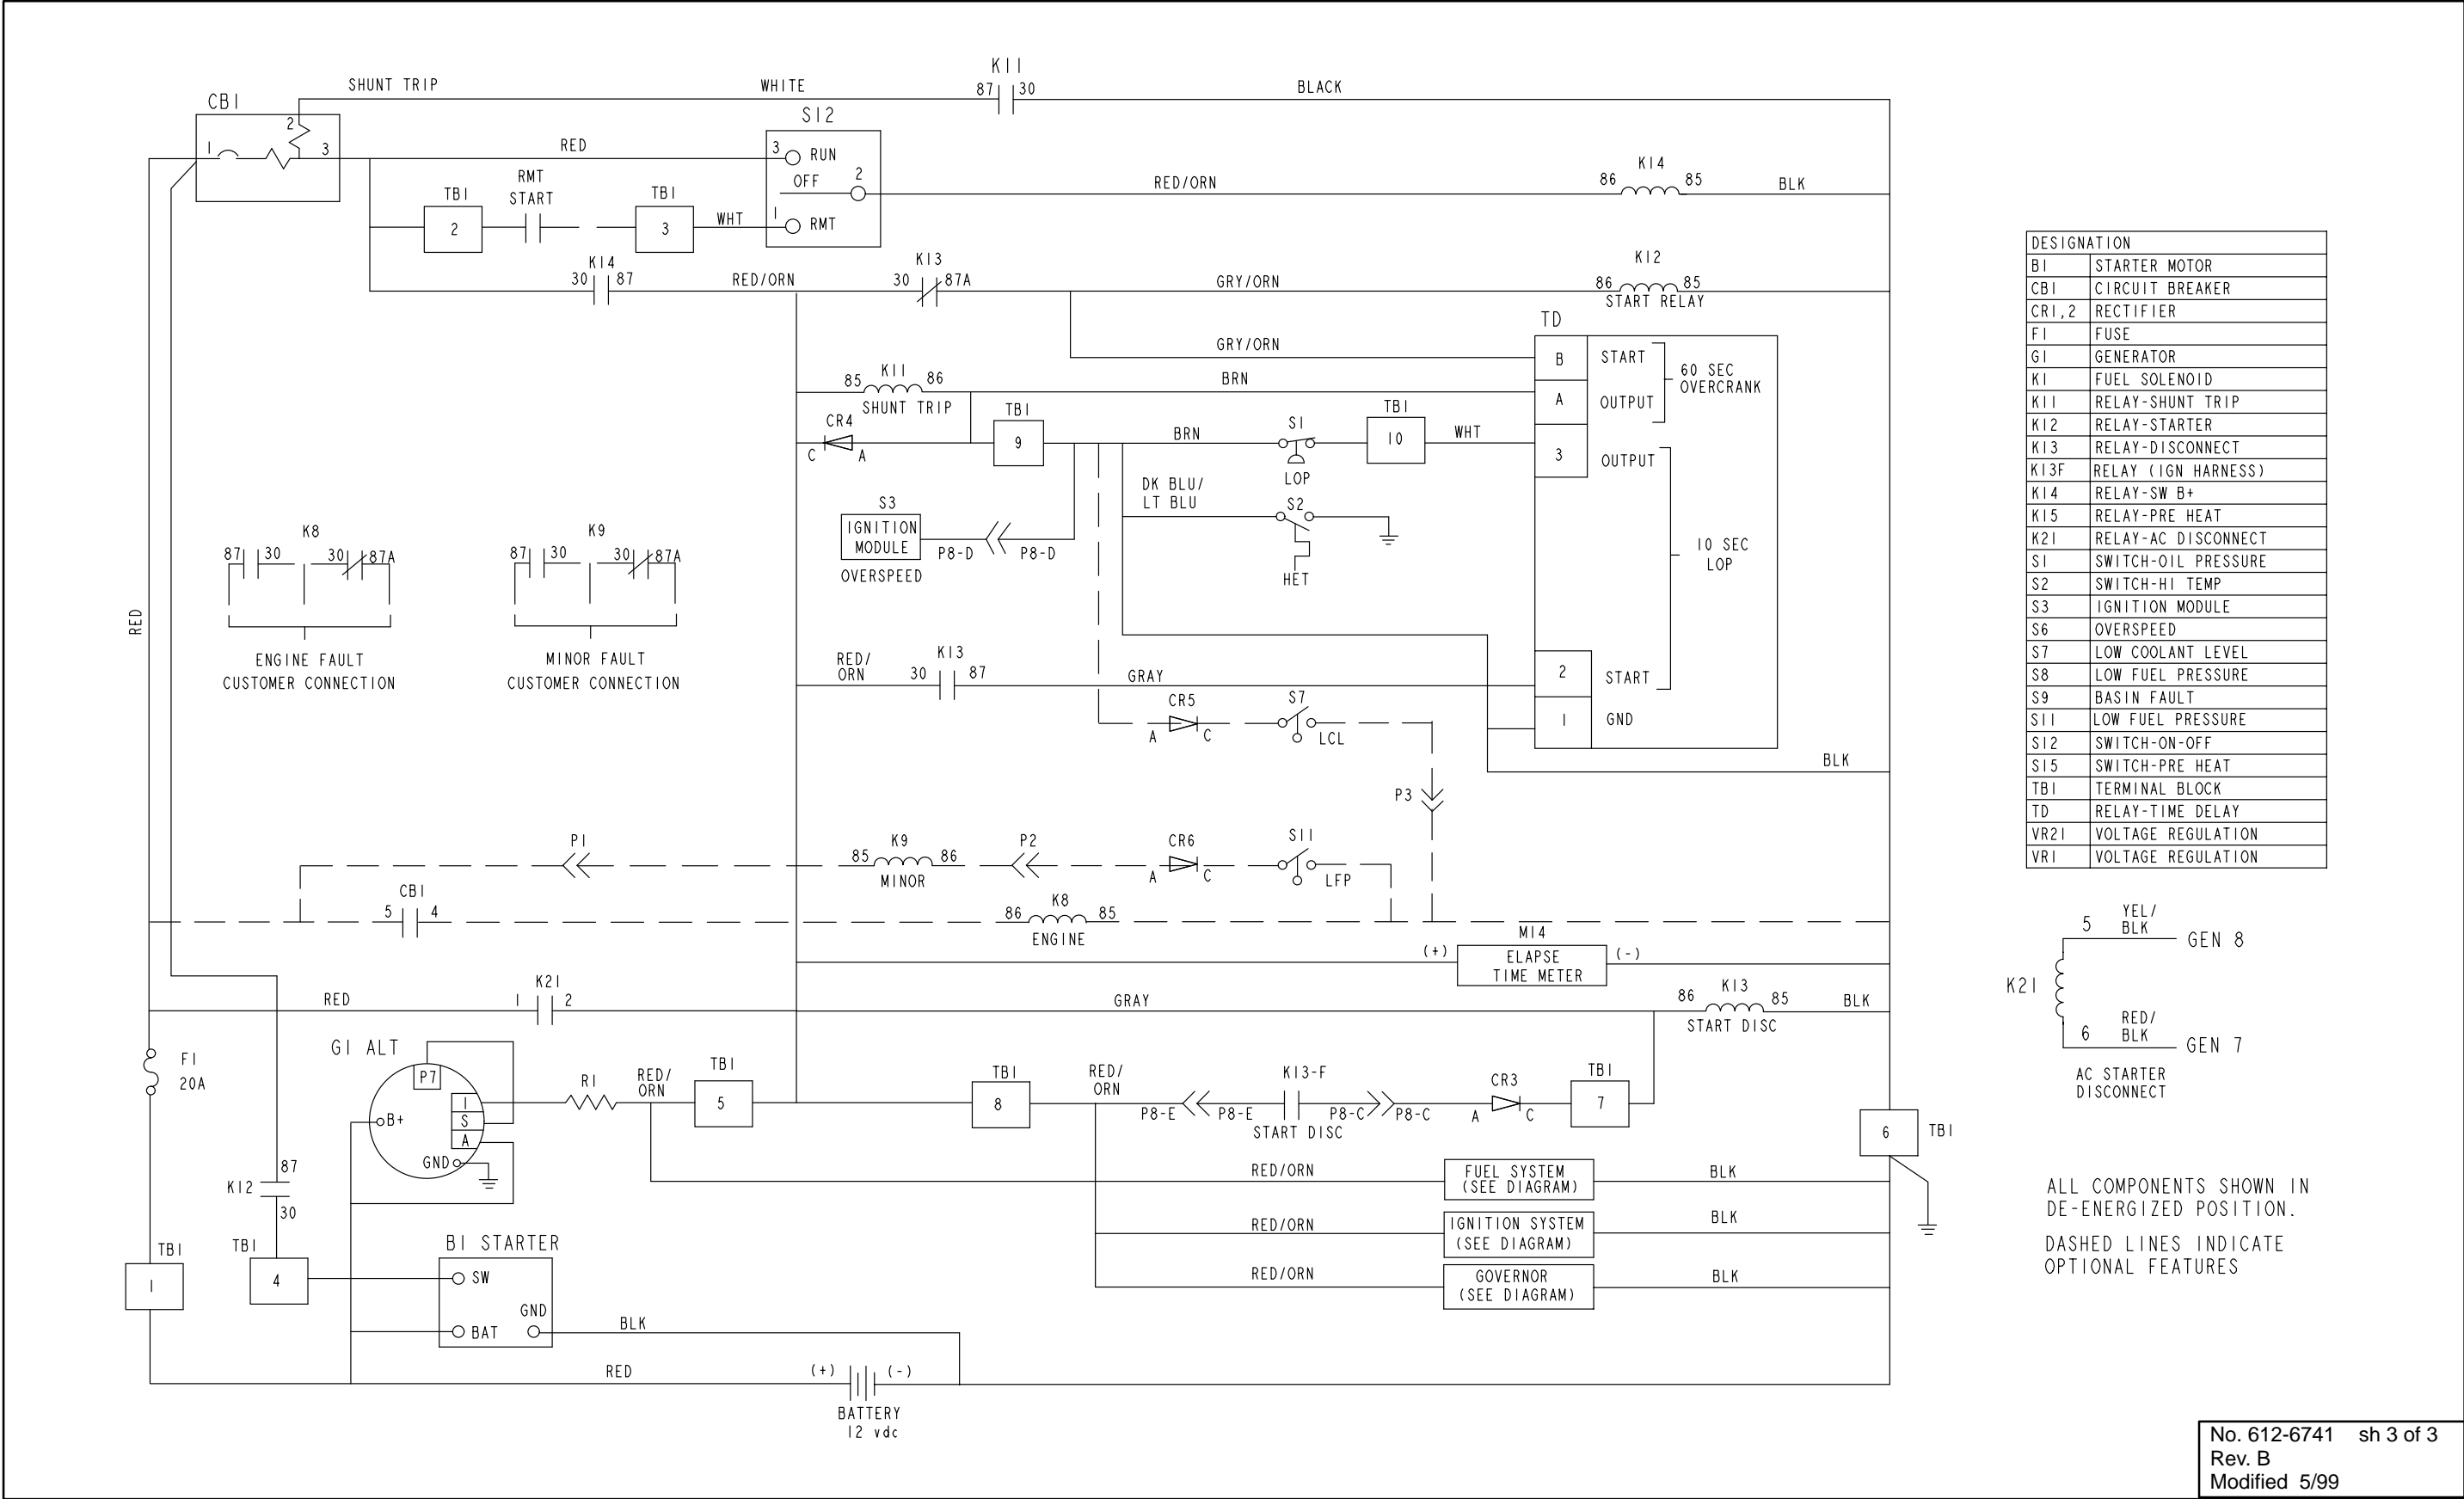 K11
SHUNT TRIP
WHITE
87
30
BLACK
CB1
S12
2
1
3
RED
3
RUN
K14
RMT
START
OFF
2
RED/ORN
86
85
BLK
TB1
TB1
2
3
WHT
1
RMT
K14
K13
K12
30
87
RED/ORN
30
87A
GRY/ORN
86
85
START RELAY
TD
GRY/ORN
B
START
60 SEC
OVERCRANK
K11
85
86
BRN
SHUNT TRIP
A
OUTPUT
CR4
TB1
S1
TB1
C
A
9
BRN
10
WHT
3
OUTPUT
LOP
DK BLU/
LT BLU
S3
S2
IGNITION
MODULE
P8-D
P8-D
OVERSPEED
HET
10 SEC
LOP
K8
K9
87
30
30
87A
87
30
30
87A
RED
ENGINE FAULT
CUSTOMER CONNECTION
MINOR FAULT
CUSTOMER CONNECTION
RED/
ORN
K13
30
87
GRAY
2
START
CR5
S7
1
GND
A
C
LCL
BLK
P3
P1
K9
P2
CR6
S11
85
86
MINOR
A
C
LFP
CB1
5
4
K8
86
85
ENGINE
M14
(+)
ELAPSE
TIME METER
(-)
K21
RED
1
2
GRAY
86
K13
85
BLK
START DISC
G1 ALT
F1
20A
P7
R1
RED/
ORN
TB1
5
TB1
8
RED/
ORN
K13-F
CR3
TB1
7
I
S
A
B+
GND
P8-E
P8-E
P8-C
P8-C
START DISC
A
C
6
TB1
RED/ORN
FUEL SYSTEM
(SEE DIAGRAM)
BLK
87
K12
30
RED/ORN
IGNITION SYSTEM
(SEE DIAGRAM)
BLK
TB1
TB1
B1 STARTER
1
4
SW
RED/ORN
GOVERNOR
(SEE DIAGRAM)
BLK
GND
BAT
BLK
RED
(+)
(-)
BATTERY
12 vdc
DESIGNATION
B1 STARTER MOTOR
CB1 CIRCUIT BREAKER
CR1,2 RECTIFIER
F1 FUSE
G1 GENERATOR
K1 FUEL SOLENOID
K11 RELAY-SHUNT TRIP
K12 RELAY-STARTER
K13 RELAY-DISCONNECT
K13F RELAY (IGN HARNESS)
K14 RELAY-SW B+
K15 RELAY-PRE HEAT
K21 RELAY-AC DISCONNECT
S1 SWITCH-OIL PRESSURE
S2 SWITCH-HI TEMP
S3 IGNITION MODULE
S6 OVERSPEED
S7 LOW COOLANT LEVEL
S8 LOW FUEL PRESSURE
S9 BASIN FAULT
S11 LOW FUEL PRESSURE
S12 SWITCH-ON-OFF
S15 SWITCH-PRE HEAT
TB1 TERMINAL BLOCK
TD RELAY-TIME DELAY
VR21 VOLTAGE REGULATION
VR1 VOLTAGE REGULATION
5
YEL/
BLK
GEN 8
K21
6
RED/
BLK
GEN 7
AC STARTER
DISCONNECT
ALL COMPONENTS SHOWN IN
DE-ENERGIZED POSITION.
DASHED LINES INDICATE
OPTIONAL FEATURES
No. 612-6741 sh 3 of 3
Rev. B
Modified 5/99